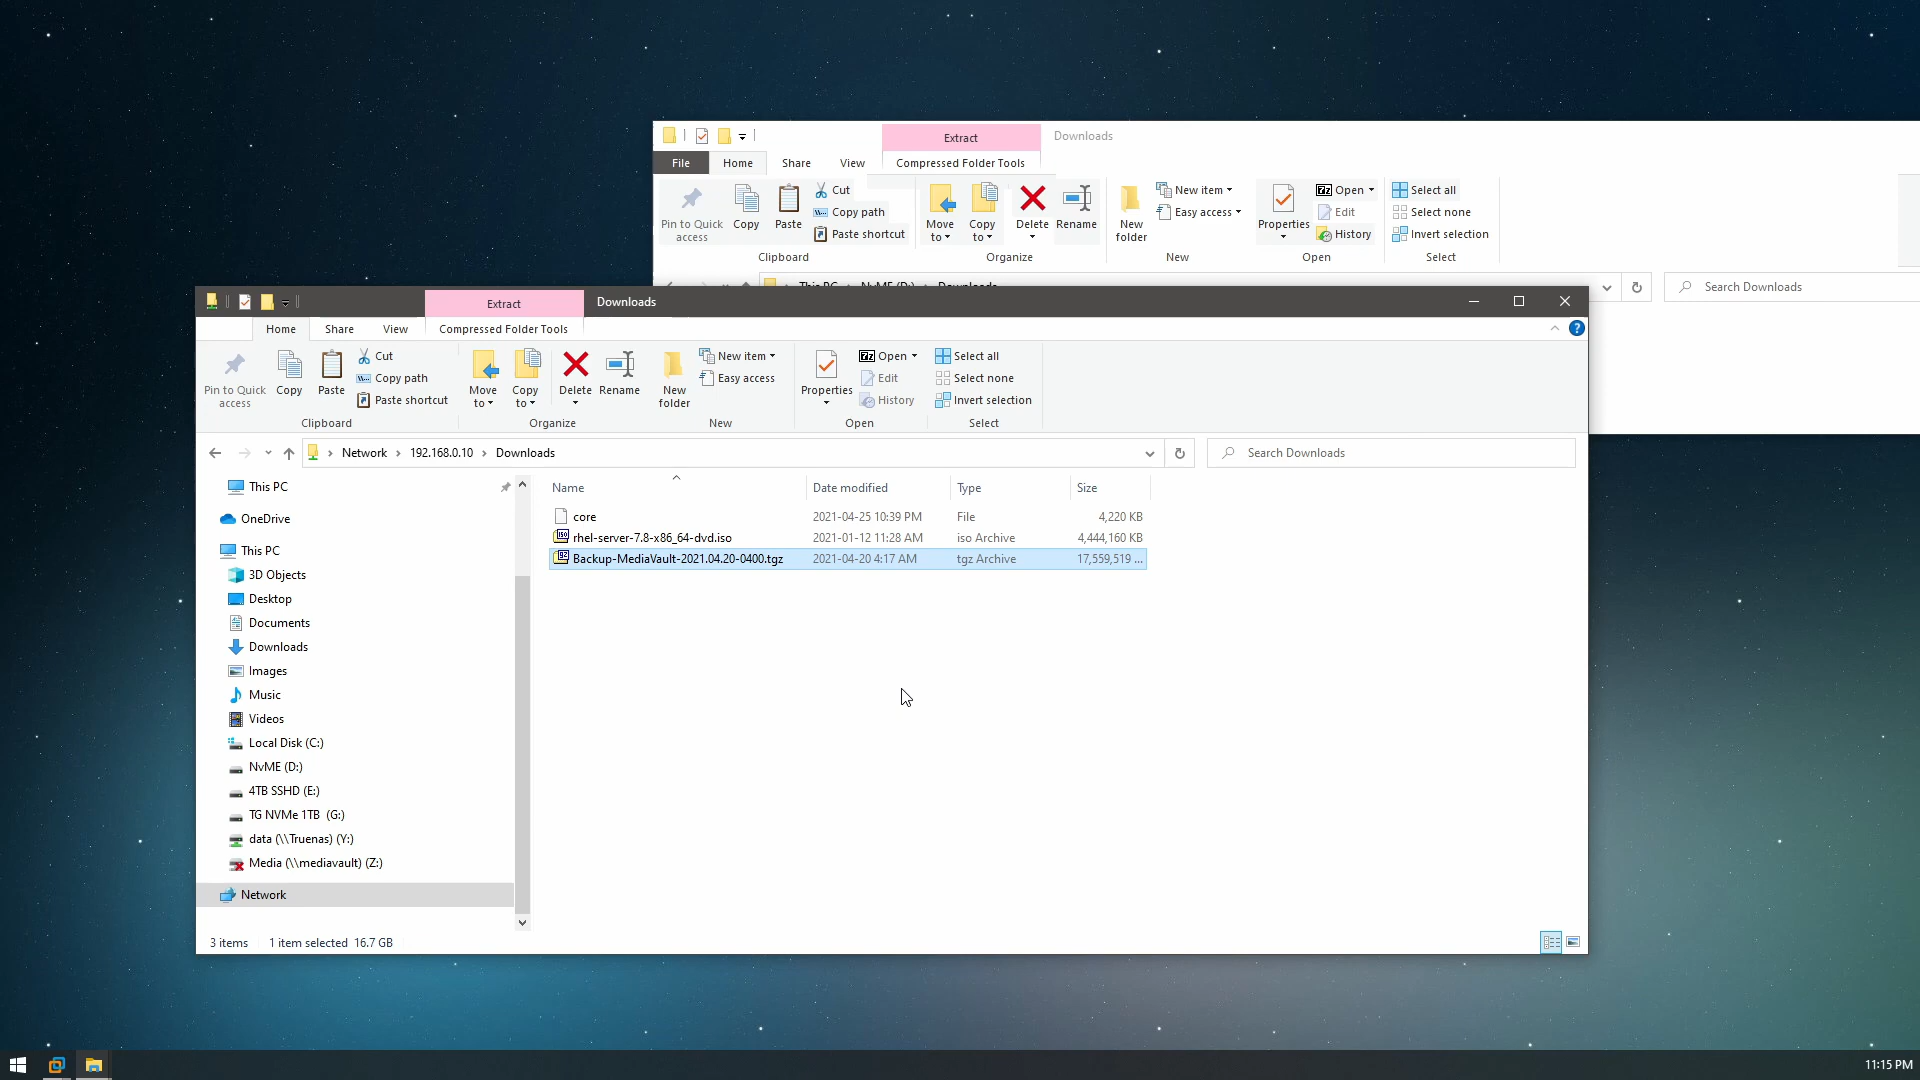 Extract
Downloads
File
Home
Share
View
Compressed Folder Tools
Pin to Quick
access
Copy
Paste
Cut
Copy path
Paste shortcut
Move
to
Copy
to
Delete
Rename
New
folder
New item
Easy access
Properties
Open
Edit
History
Select all
Select none
Invert selection
Clipboard
Organize
New
Open
Select
This PC
NvME (D:)
Downloads
Search Downloads
Extract
Downloads
Home
Share
View
Compressed Folder Tools
Pin to Quick
access
Copy
Paste
Cut
Copy path
Paste shortcut
Move
to
Copy
to
Delete
Rename
New
folder
New item
Easy access
Properties
Open
Edit
History
Select all
Select none
Invert selection
Clipboard
Organize
New
Open
Select
Network
192.168.0.10
Downloads
Search Downloads
This PC
OneDrive
This PC
3D Objects
Desktop
Documents
Downloads
Images
Music
Videos
Local Disk (C:)
NvME (D:)
4TB SSHD (E:)
TG NVMe 1TB (G:)
data (\\Truenas) (Y:)
Media (\\mediavault) (Z:)
Network
Name Date modified Type Size
core 2021-04-25 10:39 PM File 4,220 KB
rhel-server-7.8-x86_64-dvd.iso 2021-01-12 11:28 AM iso Archive 4,444,160 KB
Backup-MediaVault-2021.04.20-0400.tgz 2021-04-20 4:17 AM tgz Archive 17,559,519 ...
3 items 1 item selected 16.7 GB
11:15 PM